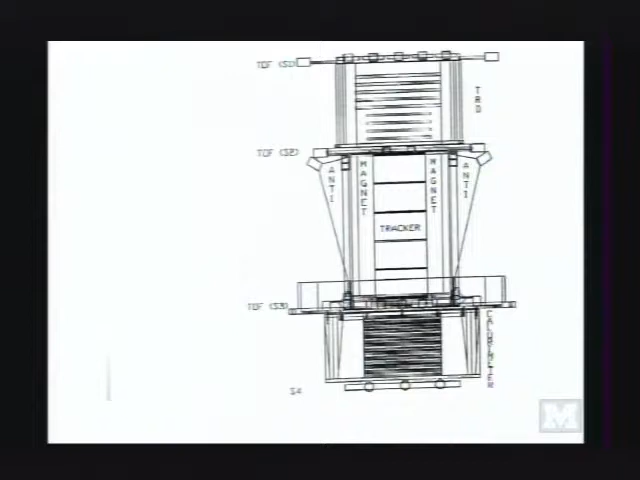 TOF (S1)
TRD
TOF (S2)
ANTI
MAGNET
MAGNET
ANTI
TRACKER
TOF (S3)
CALORIMETER
S4
M